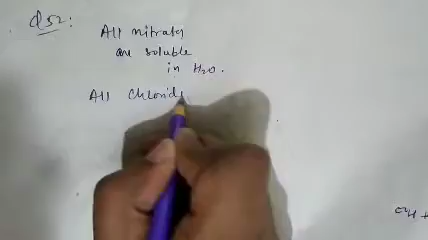 Q52:
All nitrates
are soluble
in H2O.
All Chlorid